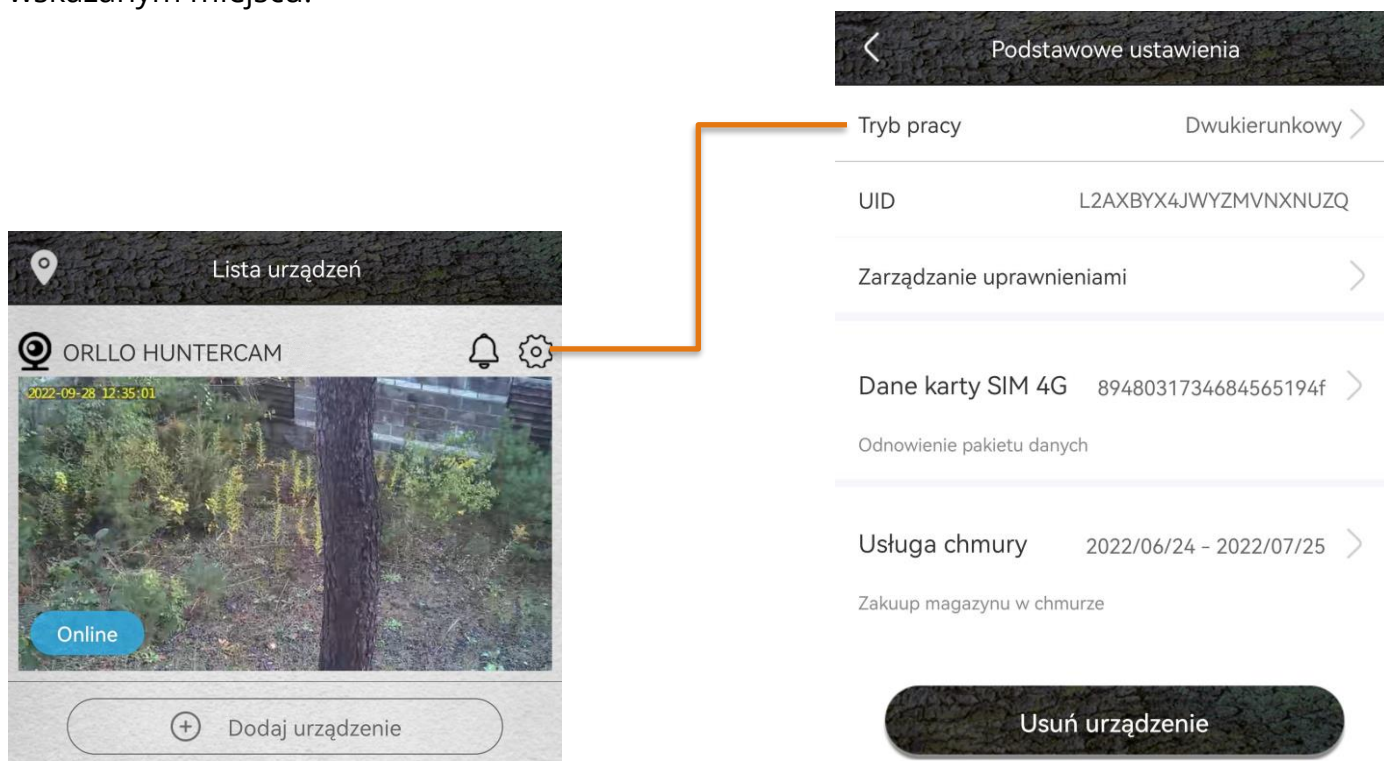 wskazanym miejscu.
Podstawowe ustawienia
Tryb pracy Dwukierunkowy
UID L2AXBYX4JWYZMVNXNUZQ
Zarządzanie uprawnieniami
Dane karty SIM 4G 8948031734684565194f
Odnowienie pakietu danych
Usługa chmury 2022/06/24 - 2022/07/25
Zakuup magazynu w chmurze
Usuń urządzenie
Lista urządzeń
ORLLO HUNTERCAM
2022-09-28 12:35:01
Online
Dodaj urządzenie